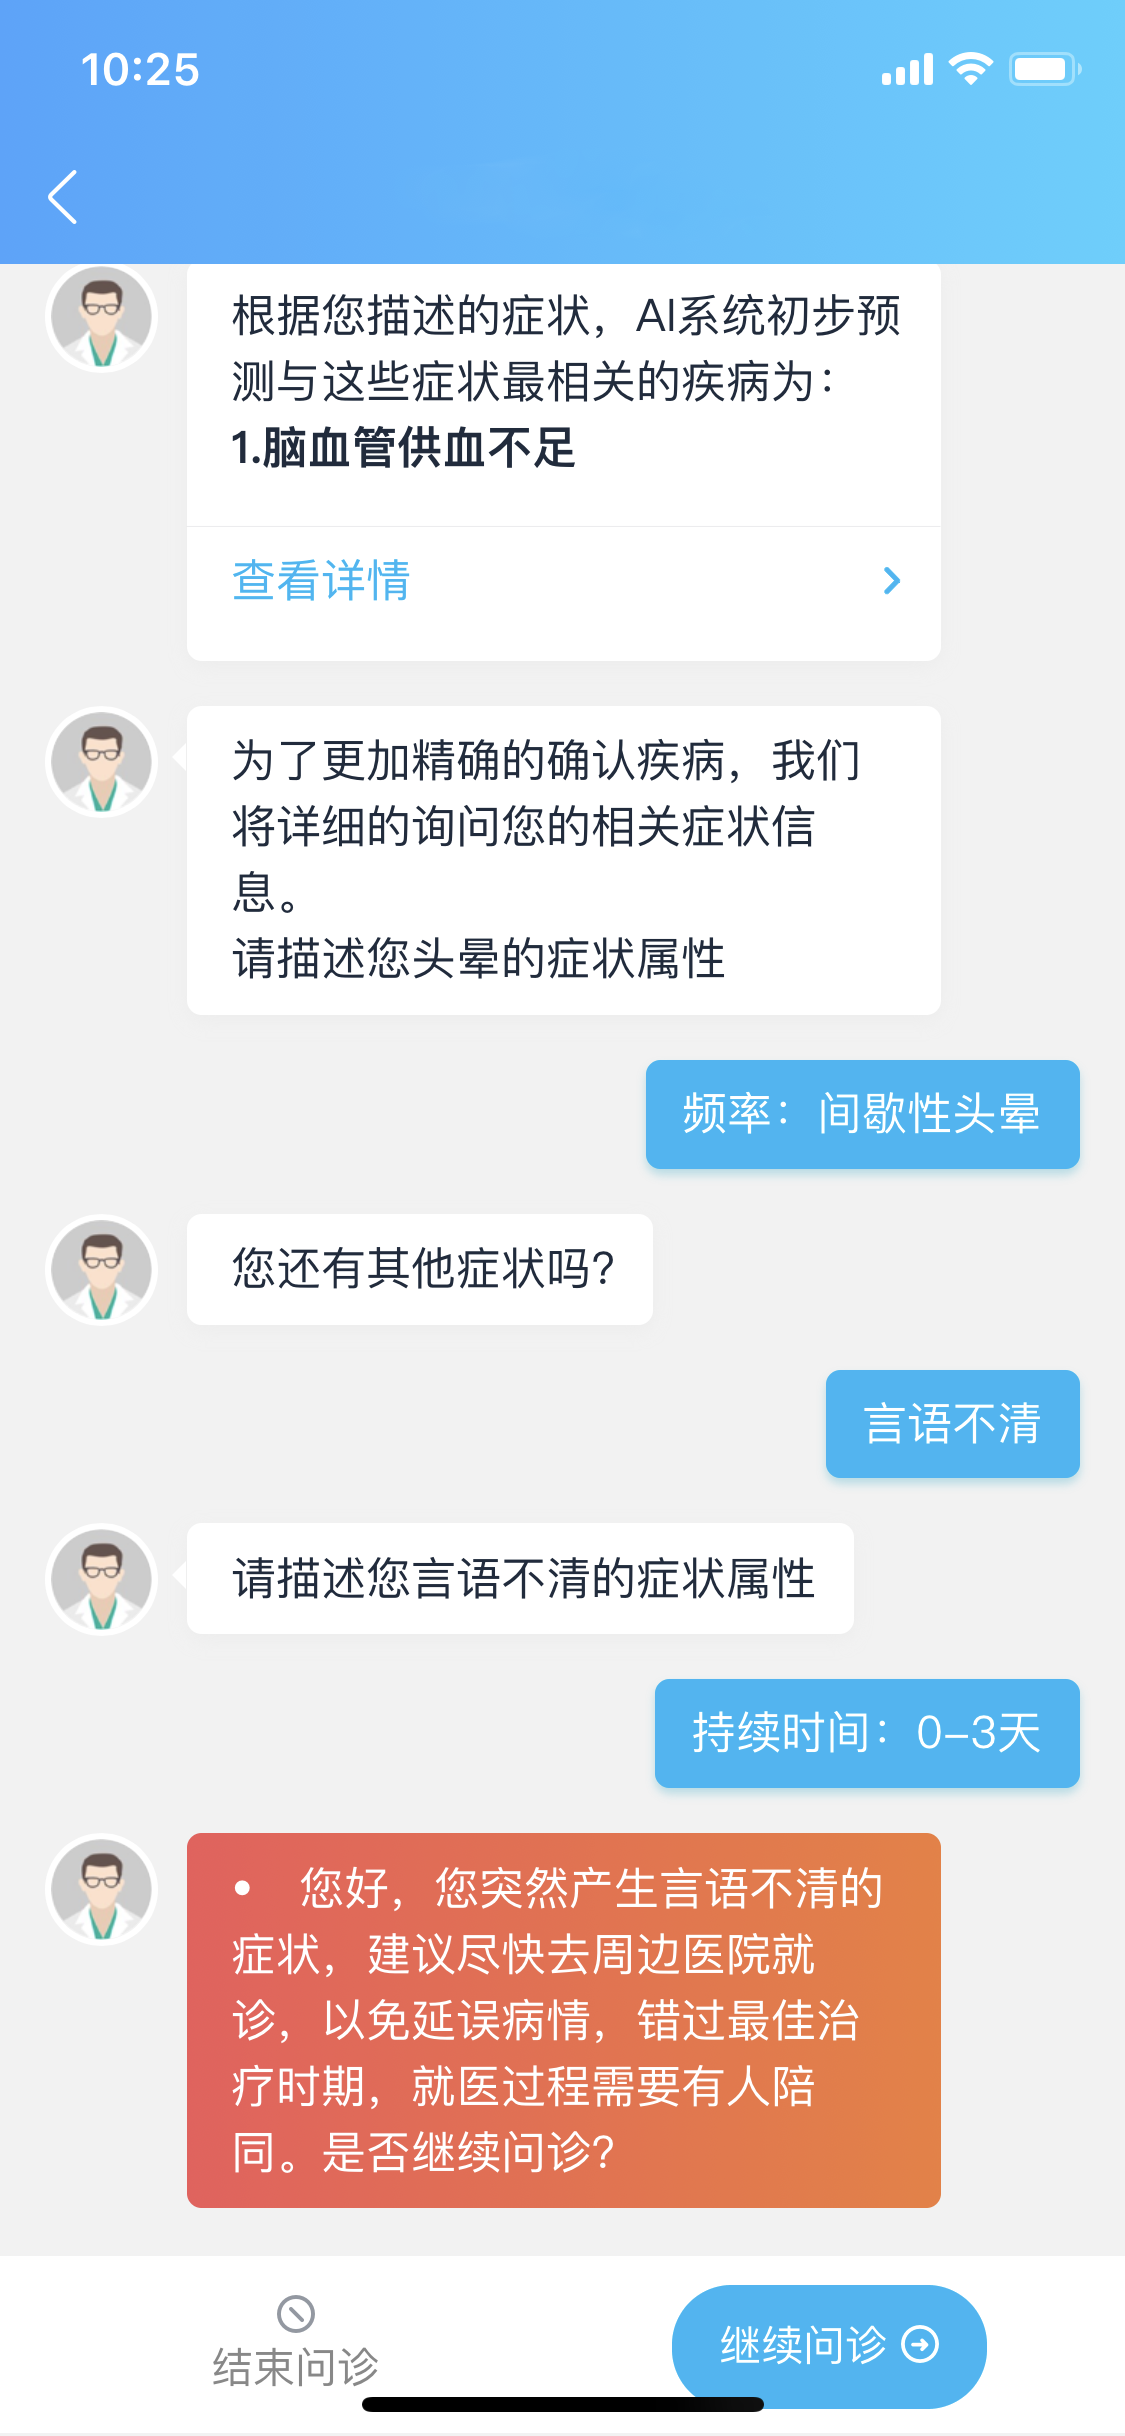 10:25
根据您描述的症状，AI系统初步预
测与这些症状最相关的疾病为：
1.脑血管供血不足
查看详情
为了更加精确的确认疾病，我们
将详细的询问您的相关症状信
息。
请描述您头晕的症状属性
频率：间歇性头晕
您还有其他症状吗？
言语不清
请描述您言语不清的症状属性
持续时间：0-3天
• 您好，您突然产生言语不清的
症状，建议尽快去周边医院就
诊，以免延误病情，错过最佳治
疗时期，就医过程需要有人陪
同。是否继续问诊？
结束问诊
继续问诊